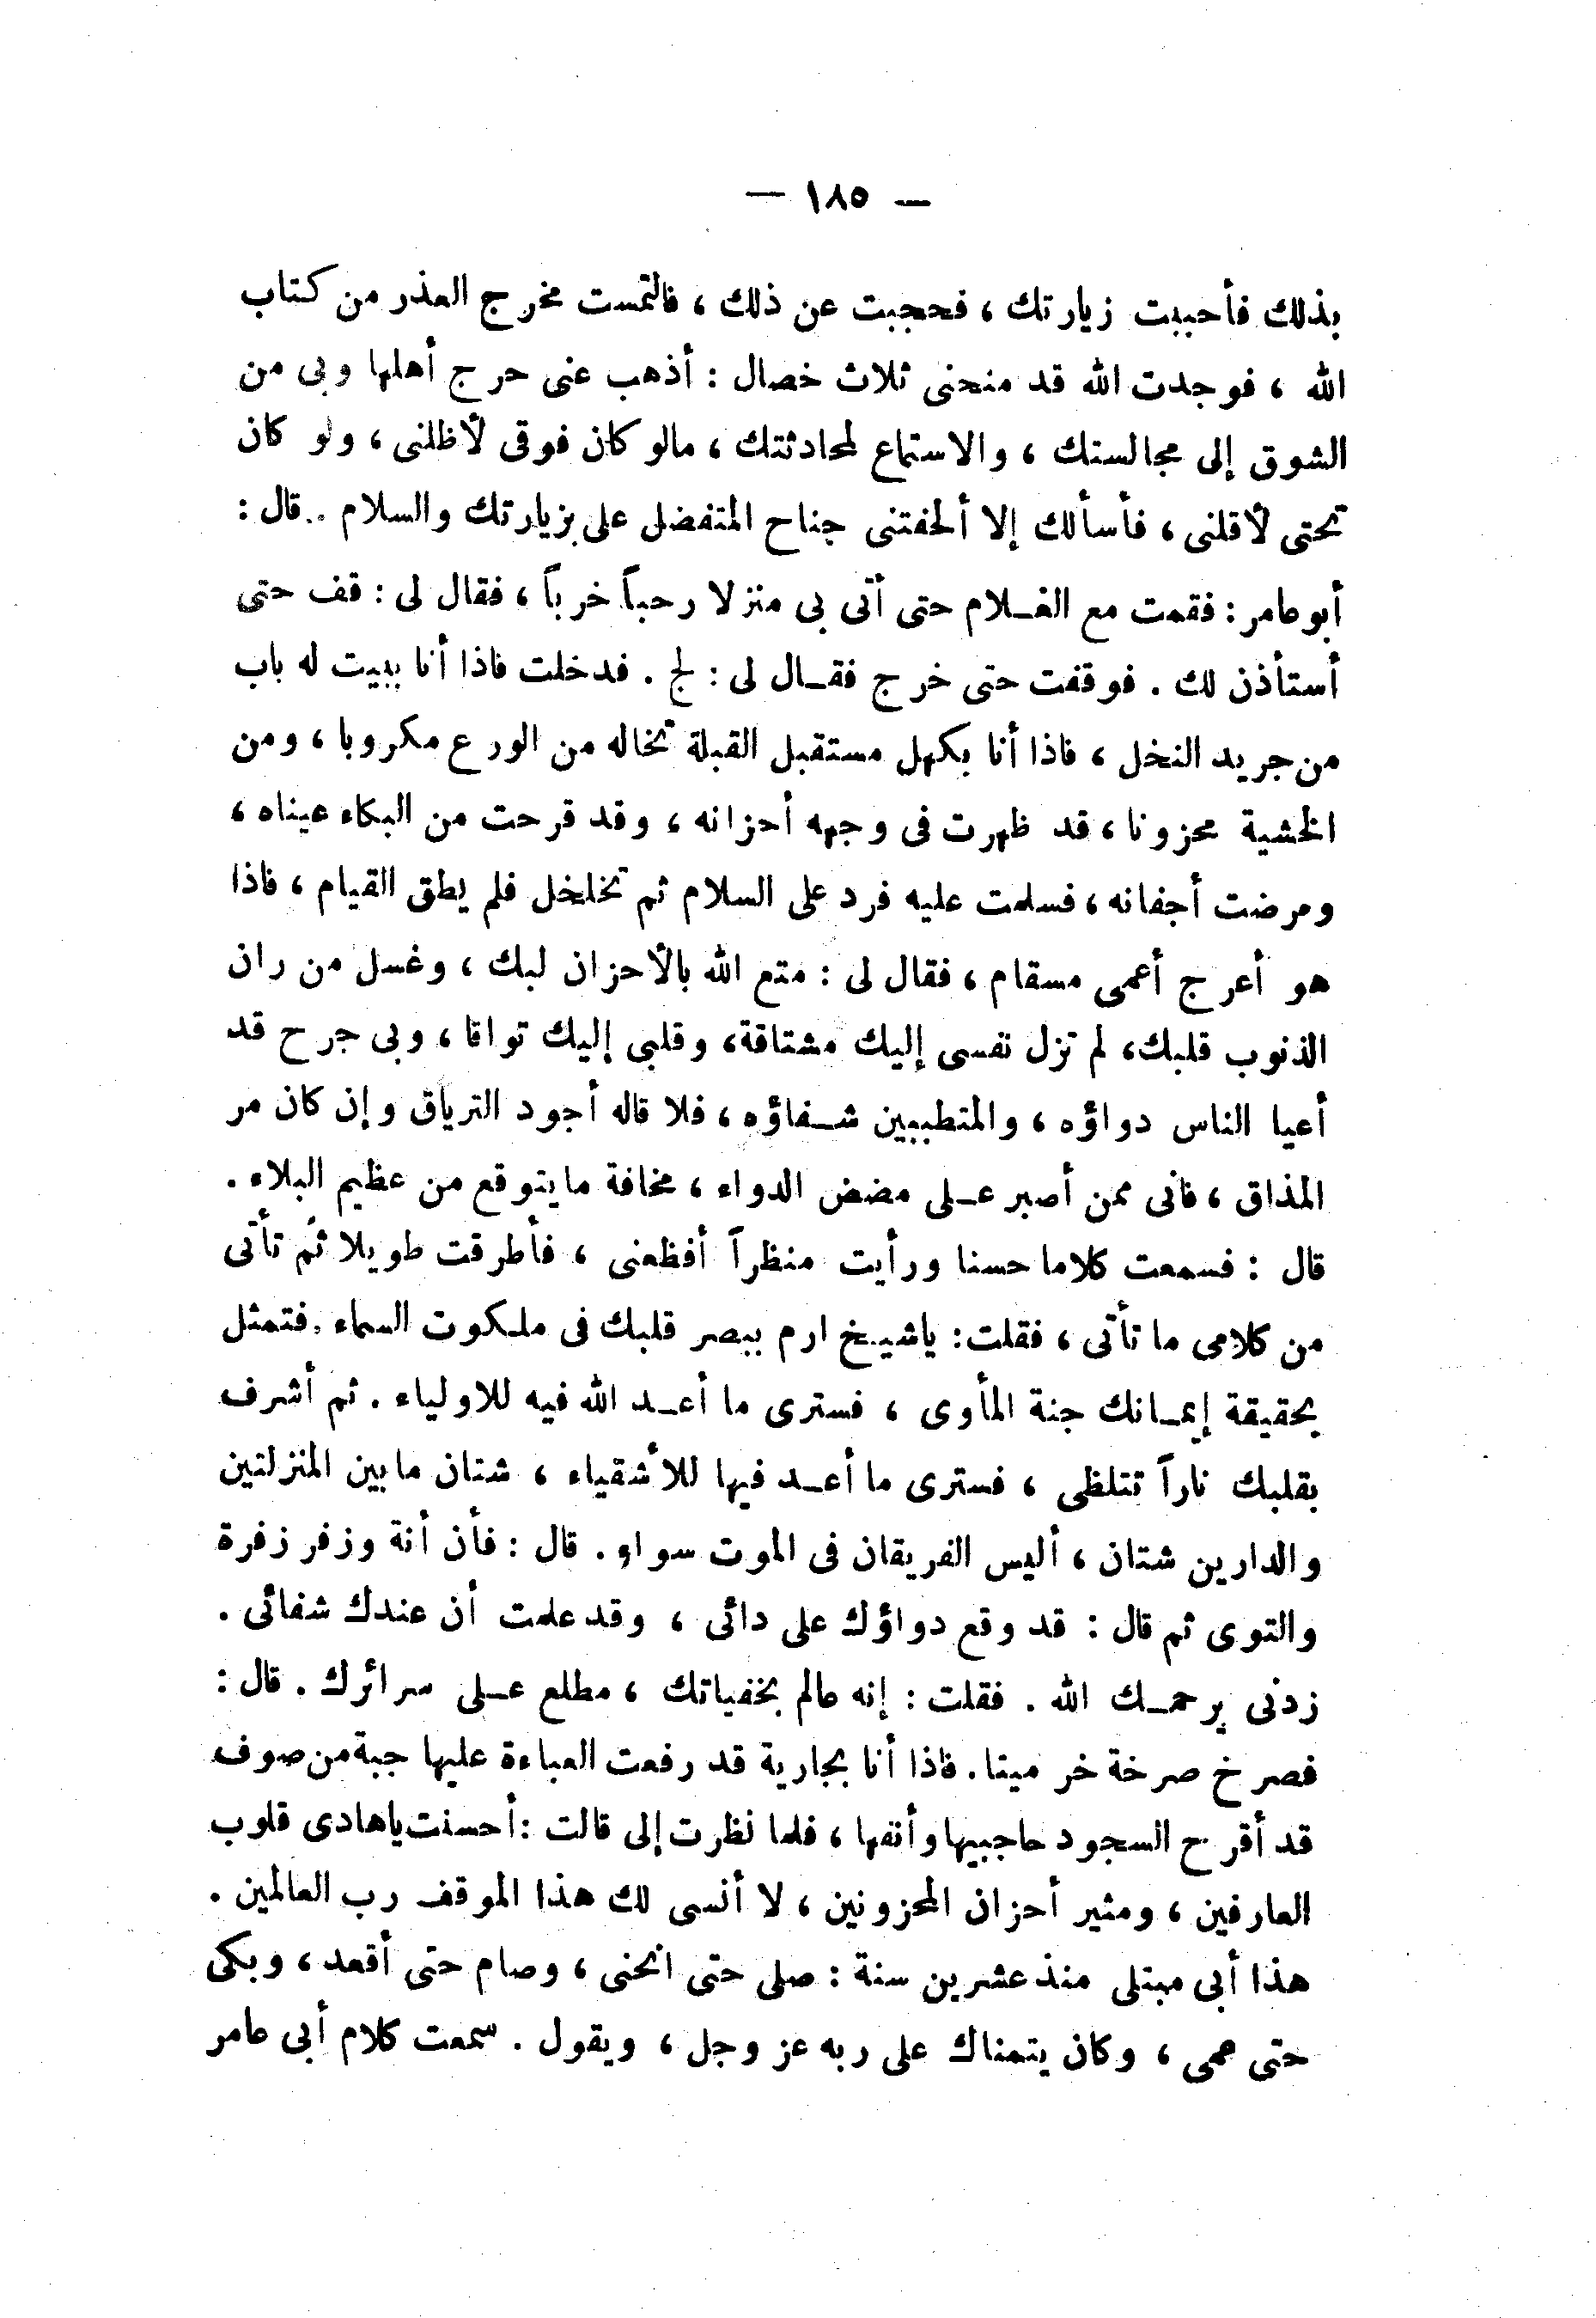 — ١٨٥ —
بذلك فأحببت زيارتك ، فحجبت عن ذلك ، فالتمست مخرج العذر من كتاب
الله ، فوجدت الله قد منحنى ثلاث خصال : أذهب عنى حرج أهلها وبى من
الشوق إلى مجالستك ، والاستماع لمحادثتك ، مالو كان فوقى لأظلنى ، ولو كان
تحتى لأقلنى ، فأسألك إلا ألحفتنى جناح المتفضل على بزيارتك والسلام .. قال :
أبو عامر : فقمت مع الغـلام حتى أتى بى منزلا رحباً خرباً ، فقال لى : قف حتى
أستأذن لك . فوقفت حتى خرج فقـال لى : لج . فدخلت فاذا أنا ببيت له باب
من جريد النخل ، فاذا أنا بكهل مستقبل القبلة تخاله من الورع مكروبا ، ومن
الخشية محزونا ، قد ظهرت فى وجهه أحزانه ، وقد قرحت من البكاء عيناه ،
ومرضت أجفانه ، فسلمت عليه فرد على السلام ثم تخلخل فلم يطق القيام ، فاذا
هو أعرج أعمى مسقام ، فقال لى : متع الله بالأحزان لبك ، وغسل من ران
الذنوب قلبك ، لم تزل نفسى إليك مشتاقة ، وقلبى إليك تواقا ، وبى جرح قد
أعيا الناس دواؤه ، والمتطببين شـفاؤه ، فلا قاله أجود الترياق وإن كان مر
المذاق ، فانى ممن أصبر عـلى مضض الدواء ، مخافة ما يتوقع من عظيم البلاء .
قال : فسمعت كلاما حسنا ورأيت منظراً أفظعنى ، فأطرقت طويلا ثم تأتى
من كلامى ما تأتى ، فقلت : ياشيخ ارم ببصر قلبك فى ملكوت السماء . فتمثل
بحقيقة إيمـانك جنة المأوى ، فسترى ما أعـد الله فيه للاولياء . ثم أشرف
بقلبك ناراً تتلظى ، فسترى ما أعـد فيها للأشقياء ، شتان مابين المنزلتين
والدارين شتان ، أليس الفريقان فى الموت سواء . قال : فأن أنة وزفر زفرة
والتوى ثم قال : قد وقع دواؤك على دائى ، وقد علمت أن عندك شفائى .
زدنى يرحمـك الله . فقلت : إنه عالم بخفياتك ، مطلع عـلى سرائرك . قال :
فصرخ صرخة خر ميتا . فاذا أنا بجارية قد رفعت العباءة عليها جبة من صوف
قد أقرح السجود حاجبيها وأنفها ، فلما نظرت إلى قالت : أحسنت ياهادى قلوب
العارفين ، ومثير أحزان المحزونين ، لا أنسى لك هذا الموقف رب العالمين .
هذا أبى مبتلى منذ عشرين سنة : صلى حتى انحنى ، وصام حتى أقعد ، وبكى
حتى عمى ، وكان يتمناك على ربه عز وجل ، ويقول . سمعت كلام أبى عامر